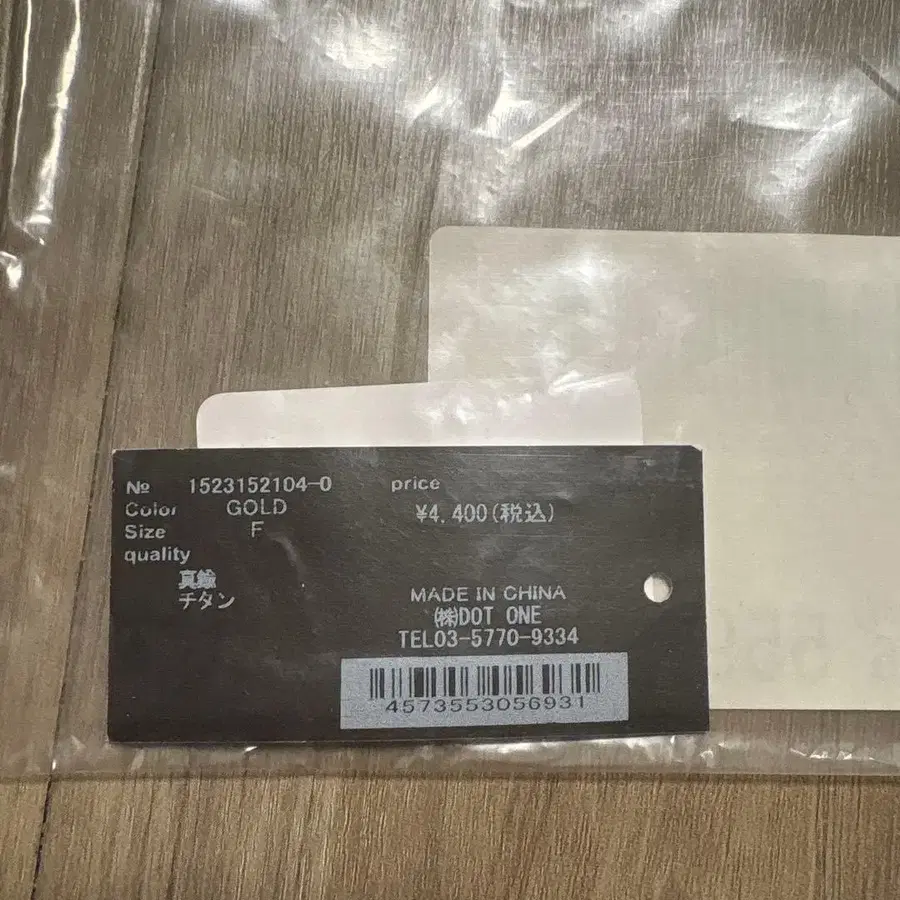 № 1523152104-0 price
Color GOLD ¥4,400(税込)
Size F
quality
真鍮
チタン
MADE IN CHINA
㈱DOT ONE
TEL03-5770-9334
4573553056931